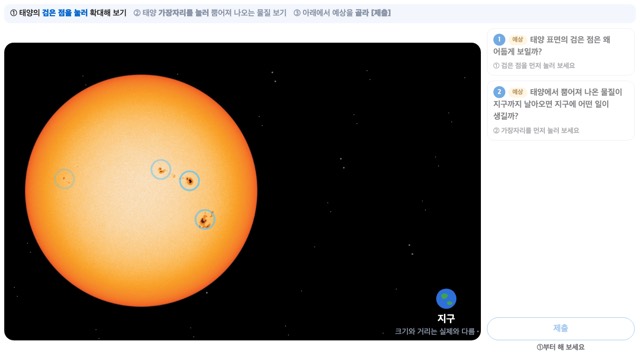 ① 태양의 검은 점을 눌러 확대해 보기 ② 태양 가장자리를 눌러 뿜어져 나오는 물질 보기 ③ 아래에서 예상을 골라 [제출]
1 예상 태양 표면의 검은 점은 왜
어둡게 보일까?
① 검은 점을 먼저 눌러 보세요
2 예상 태양에서 뿜어져 나온 물질이
지구까지 날아오면 지구에 어떤 일이
생길까?
② 가장자리를 먼저 눌러 보세요
지구
크기와 거리는 실제와 다름
제출
①부터 해 보세요